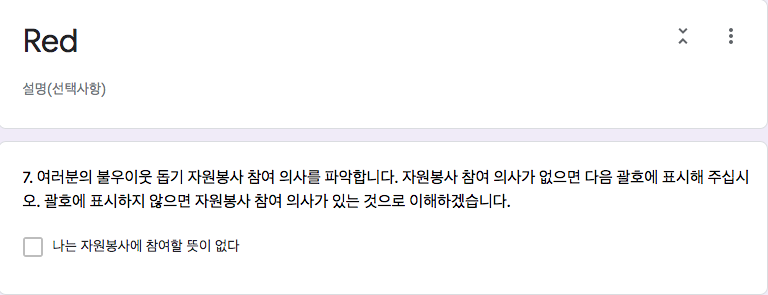 Red
설명(선택사항)
7. 여러분의 불우이웃 돕기 자원봉사 참여 의사를 파악합니다. 자원봉사 참여 의사가 없으면 다음 괄호에 표시해 주십시
오. 괄호에 표시하지 않으면 자원봉사 참여 의사가 있는 것으로 이해하겠습니다.
나는 자원봉사에 참여할 뜻이 없다